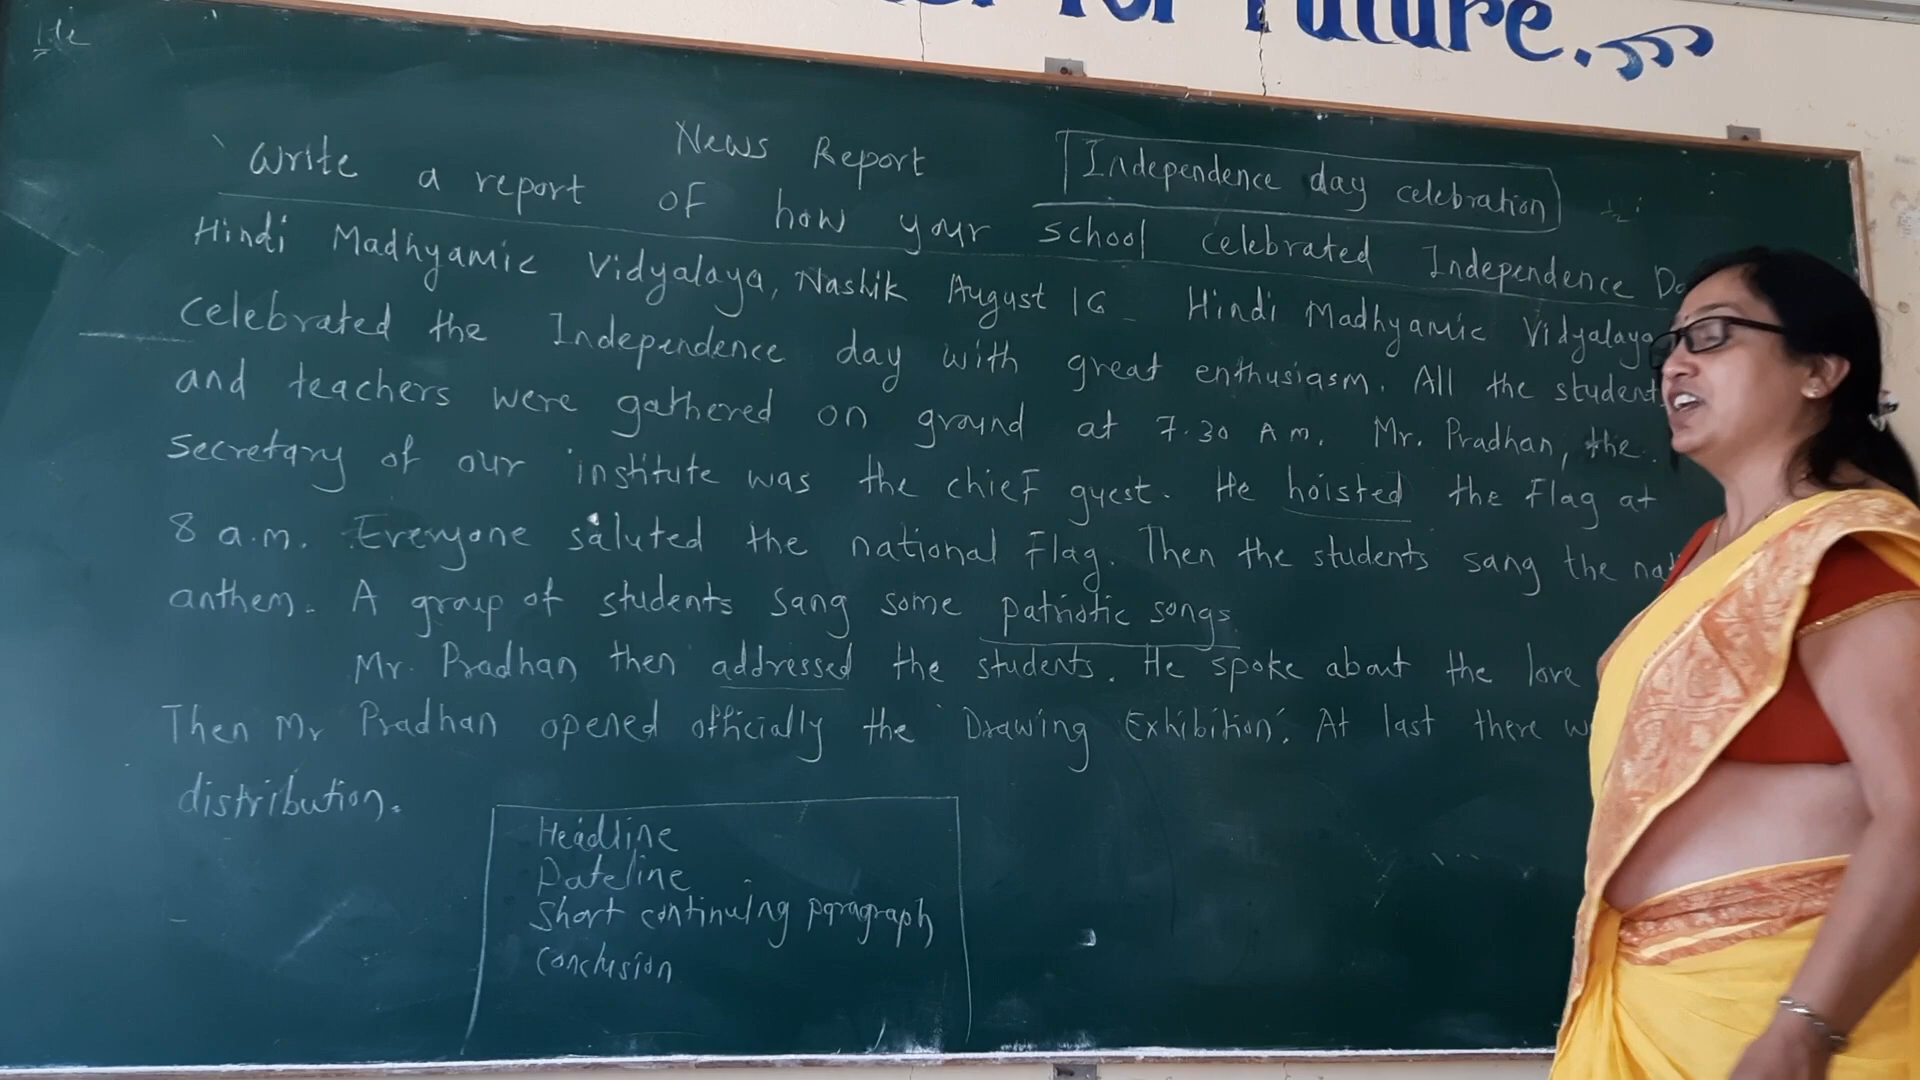 for Future.
News Report
Independence day celebration
Write a report of how your school celebrated Independence
Hindi Madhyamic Vidyalaya, Nashik August 16 - Hindi Madhyamic Vidyalaya
celebrated the Independence day with great enthusiasm. All the student
and teachers were gathered on ground at 7.30 A.m. Mr. Pradhan, the
secretary of our institute was the chief guest. He hoisted the Flag at
8 a.m. Everyone saluted the national Flag. Then the students sang the
anthem. A group of students sang some patriotic songs.
Mr. Pradhan then addressed the students. He spoke about the love
Then Mr Pradhan opened officially the 'Drawing Exhibition'. At last there
distribution.
Headline
Dateline
Short continuing paragraph
Conclusion